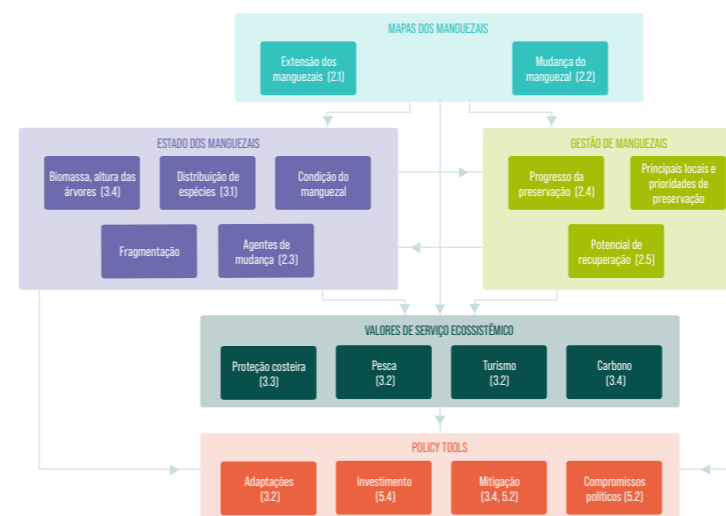 MAPAS DOS MANGUEZAIS
Extensão dos
manguezais (2.1)
Mudança do
manguezal (2.2)
ESTADO DOS MANGUEZAIS
Biomassa, altura das
árvores (3.4)
Distribuição de
espécies (3.1)
Condição do
manguezal
Fragmentação
Agentes de
mudança (2.3)
GESTÃO DE MANGUEZAIS
Progresso da
preservação (2.4)
Principais locais e
prioridades de
preservação
Potencial de
recuperação (2.5)
VALORES DE SERVIÇO ECOSSISTÊMICO
Proteção costeira
(3.3)
Pesca
(3.2)
Turismo
(3.2)
Carbono
(3.4)
POLICY TOOLS
Adaptações
(3.2)
Investimento
(5.4)
Mitigação
(3.4, 5.2)
Compromissos
políticos (5.2)